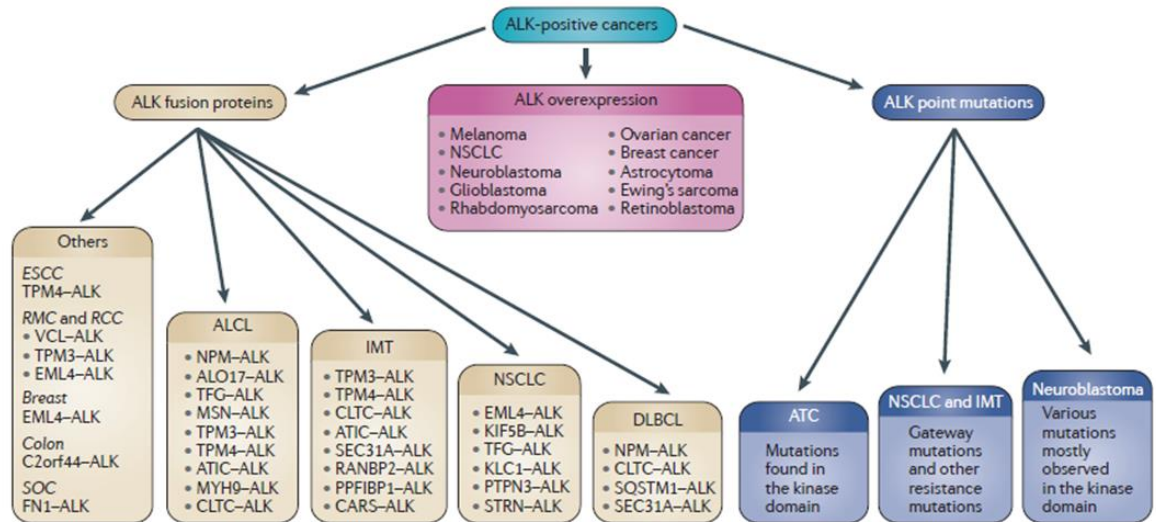 ALK-positive cancers
ALK fusion proteins
ALK overexpression
• Melanoma
• NSCLC
• Neuroblastoma
• Glioblastoma
• Rhabdomyosarcoma
• Ovarian cancer
• Breast cancer
• Astrocytoma
• Ewing's sarcoma
• Retinoblastoma
ALK point mutations
Others
ESCC
TPM4–ALK
RMC and RCC
• VCL–ALK
• TPM3–ALK
• EML4–ALK
Breast
EML4–ALK
Colon
C2orf44–ALK
SOC
FN1–ALK
ALCL
• NPM–ALK
• ALO17–ALK
• TFG–ALK
• MSN–ALK
• TPM3–ALK
• TPM4–ALK
• ATIC–ALK
• MYH9–ALK
• CLTC–ALK
IMT
• TPM3–ALK
• TPM4–ALK
• CLTC–ALK
• ATIC–ALK
• SEC31A–ALK
• RANBP2–ALK
• PPFIBP1–ALK
• CARS–ALK
NSCLC
• EML4–ALK
• KIF5B–ALK
• TFG–ALK
• KLC1–ALK
• PTPN3–ALK
• STRN–ALK
DLBCL
• NPM–ALK
• CLTC–ALK
• SQSTM1–ALK
• SEC31A–ALK
ATC
Mutations
found in
the kinase
domain
NSCLC and IMT
Gateway
mutations
and other
resistance
mutations
Neuroblastoma
Various
mutations
mostly
observed
in the kinase
domain